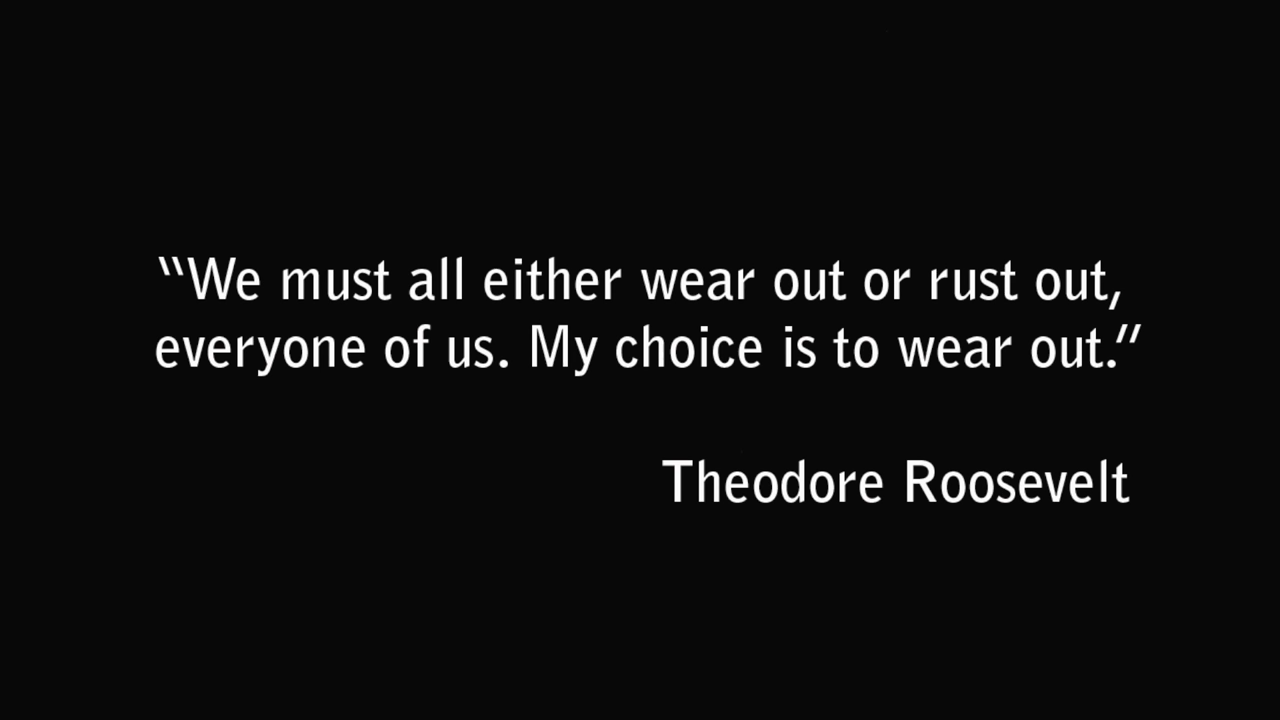 “We must all either wear out or rust out,
everyone of us. My choice is to wear out.”
Theodore Roosevelt